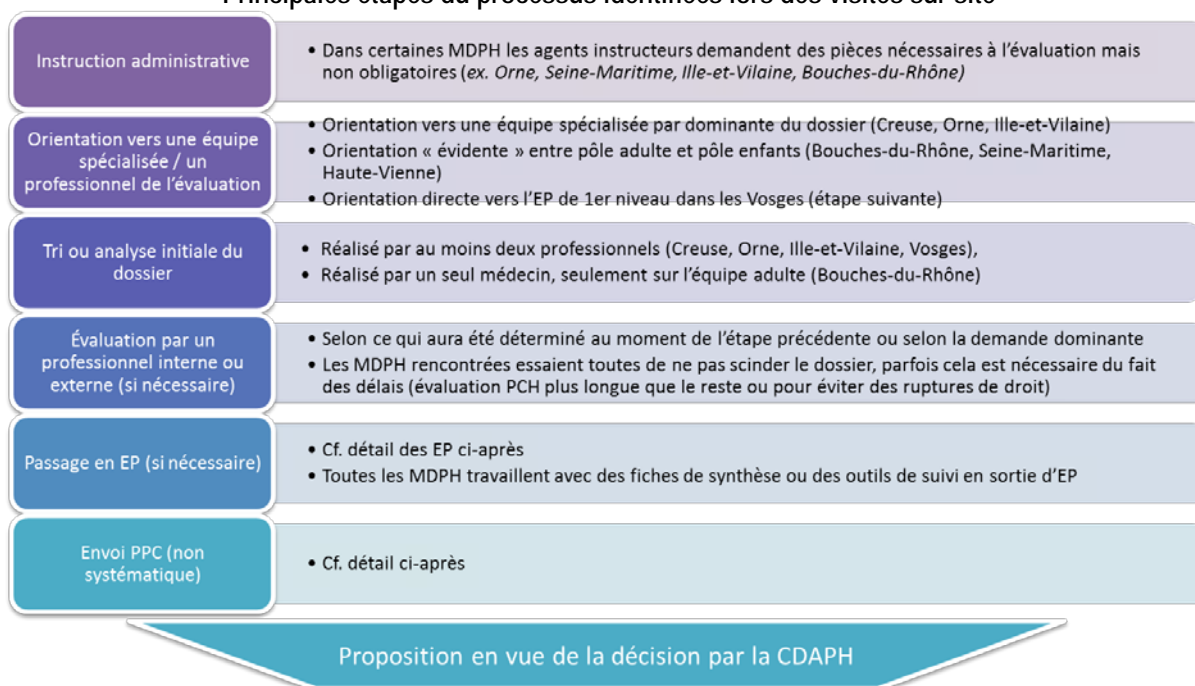 Principales étapes du processus identifiées lors des visites sur site
Instruction administrative
• Dans certaines MDPH les agents instructeurs demandent des pièces nécessaires à l’évaluation mais
non obligatoires (ex. Orne, Seine-Maritime, Ille-et-Vilaine, Bouches-du-Rhône)
Orientation vers une équipe
spécialisée / un
professionnel de l’évaluation
• Orientation vers une équipe spécialisée par dominante du dossier (Creuse, Orne, Ille-et-Vilaine)
• Orientation « évidente » entre pôle adulte et pôle enfants (Bouches-du-Rhône, Seine-Maritime,
Haute-Vienne)
• Orientation directe vers l’EP de 1er niveau dans les Vosges (étape suivante)
Tri ou analyse initiale du
dossier
• Réalisé par au moins deux professionnels (Creuse, Orne, Ille-et-Vilaine, Vosges),
• Réalisé par un seul médecin, seulement sur l’équipe adulte (Bouches-du-Rhône)
Évaluation par un
professionnel interne ou
externe (si nécessaire)
• Selon ce qui aura été déterminé au moment de l’étape précédente ou selon la demande dominante
• Les MDPH rencontrées essaient toutes de ne pas scinder le dossier, parfois cela est nécessaire du fait
des délais (évaluation PCH plus longue que le reste ou pour éviter des ruptures de droit)
Passage en EP (si nécessaire)
• Cf. détail des EP ci-après
• Toutes les MDPH travaillent avec des fiches de synthèse ou des outils de suivi en sortie d’EP
Envoi PPC (non
systématique)
• Cf. détail ci-après
Proposition en vue de la décision par la CDAPH